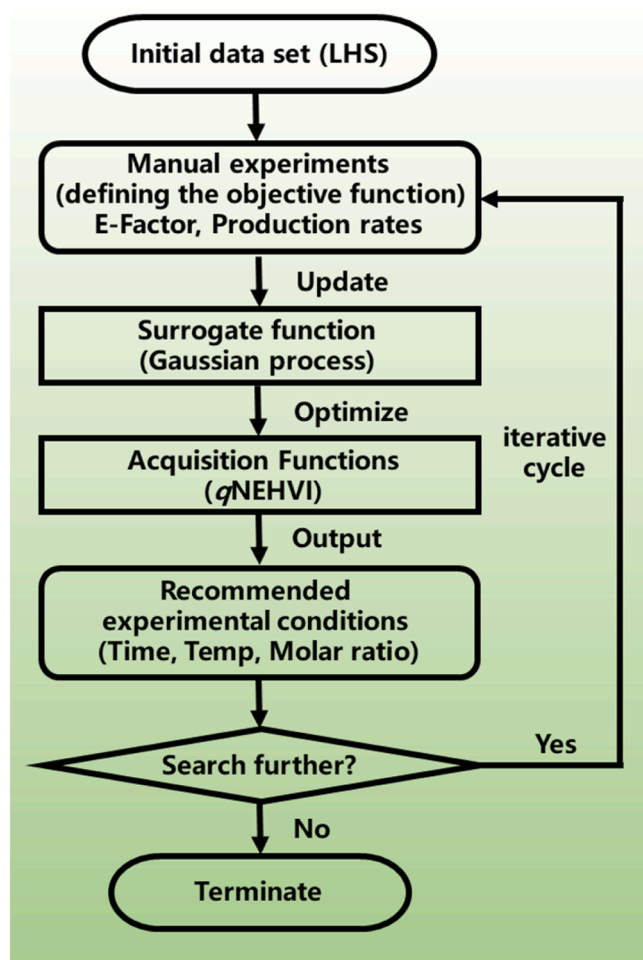 Initial data set (LHS)
Manual experiments
(defining the objective function)
E-Factor, Production rates
Update
Surrogate function
(Gaussian process)
Optimize
Acquisition Functions
(qNEHVI)
iterative
cycle
Output
Recommended
experimental conditions
(Time, Temp, Molar ratio)
Search further?
Yes
No
Terminate